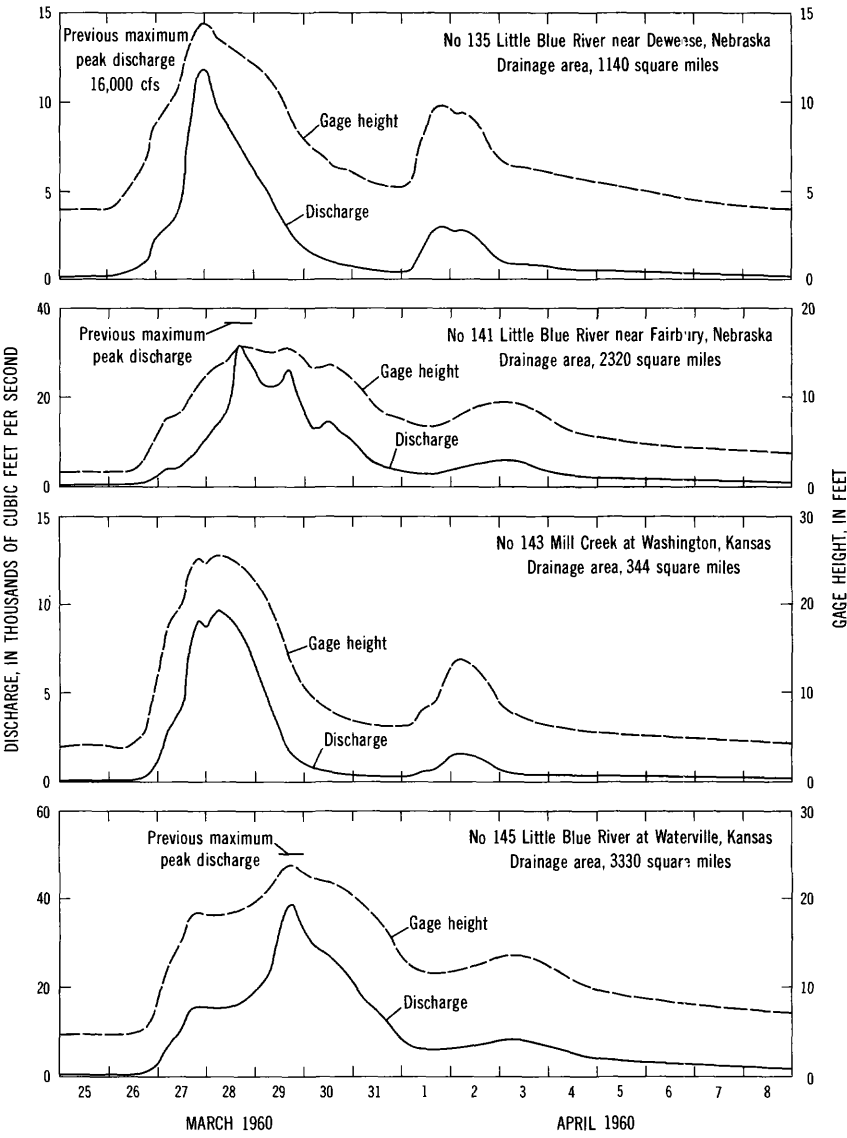 DISCHARGE, IN THOUSANDS OF CUBIC FEET PER SECOND
GAGE HEIGHT, IN FEET
15
10
5
0
Previous maximum
peak discharge
16,000 cfs
No 135 Little Blue River near Deweese, Nebraska
Drainage area, 1140 square miles
Gage height
Discharge
15
10
5
0
40
20
0
Previous maximum
peak discharge
No 141 Little Blue River near Fairbury, Nebraska
Drainage area, 2320 square miles
Gage height
Discharge
20
10
0
15
10
5
0
No 143 Mill Creek at Washington, Kansas
Drainage area, 344 square miles
Gage height
Discharge
30
20
10
0
60
40
20
0
Previous maximum
peak discharge
No 145 Little Blue River at Waterville, Kansas
Drainage area, 3330 square miles
Gage height
Discharge
30
20
10
0
25 26 27 28 29 30 31 1 2 3 4 5 6 7 8
MARCH 1960 APRIL 1960